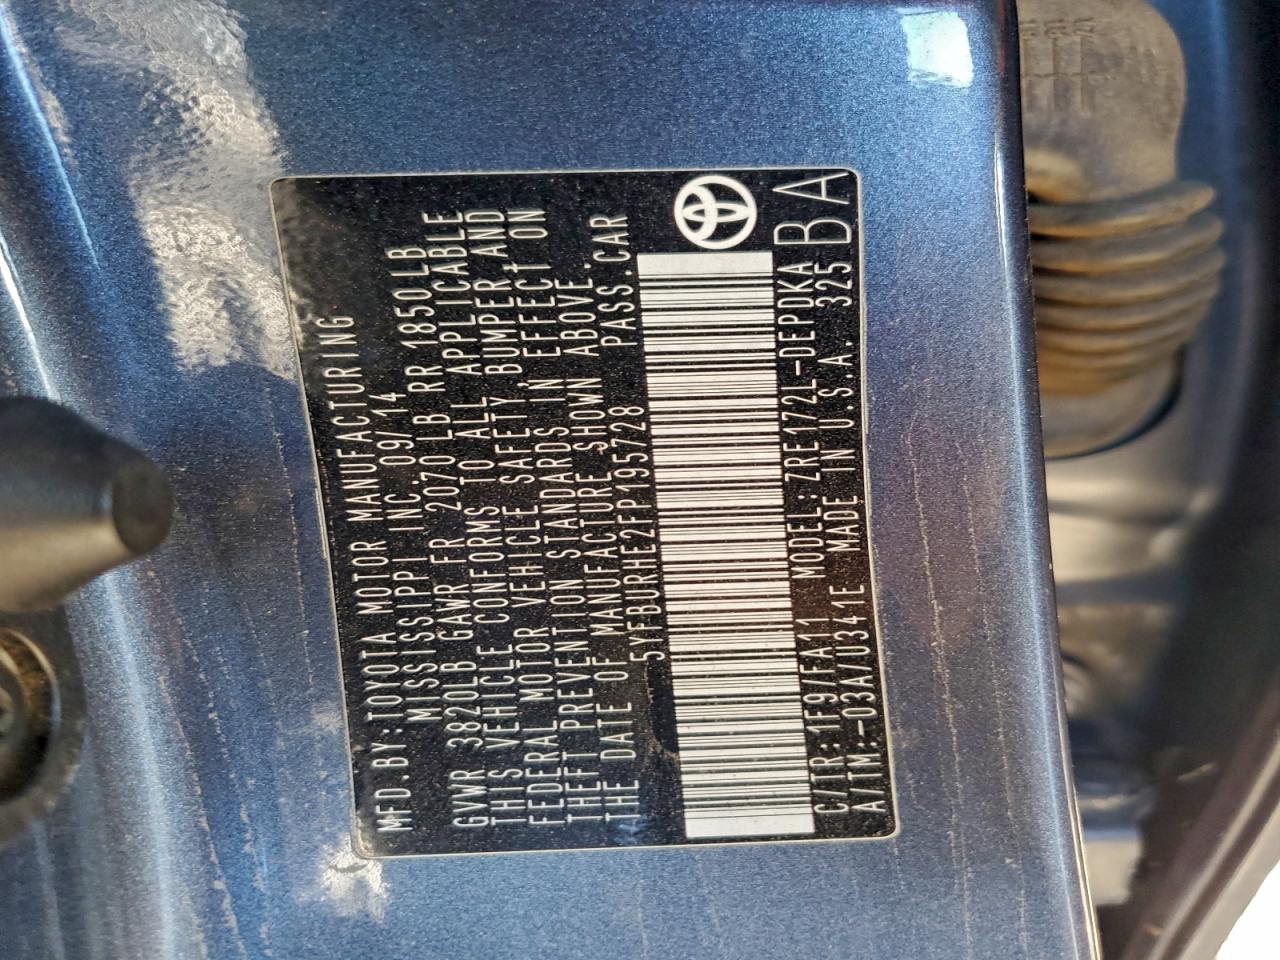 MFD.BY:TOYOTA MOTOR MANUFACTURING
MISSISSIPPI INC. 09/14
GVWR 3820LB GAWR FR 2070 LB RR 1850LB
THIS VEHICLE CONFORMS TO ALL APPLICABLE
FEDERAL MOTOR VEHICLE SAFETY, BUMPER, AND
THEFT PREVENTION STANDARDS IN EFFECT ON
THE DATE OF MANUFACTURE SHOWN ABOVE.
5YFBURHE2FP195728 PASS.CAR
C/TR:1F9/FA11 MODEL:ZRE172L-DEPDKA B A
A/TM:-03A/U341E MADE IN U.S.A. 325 B A